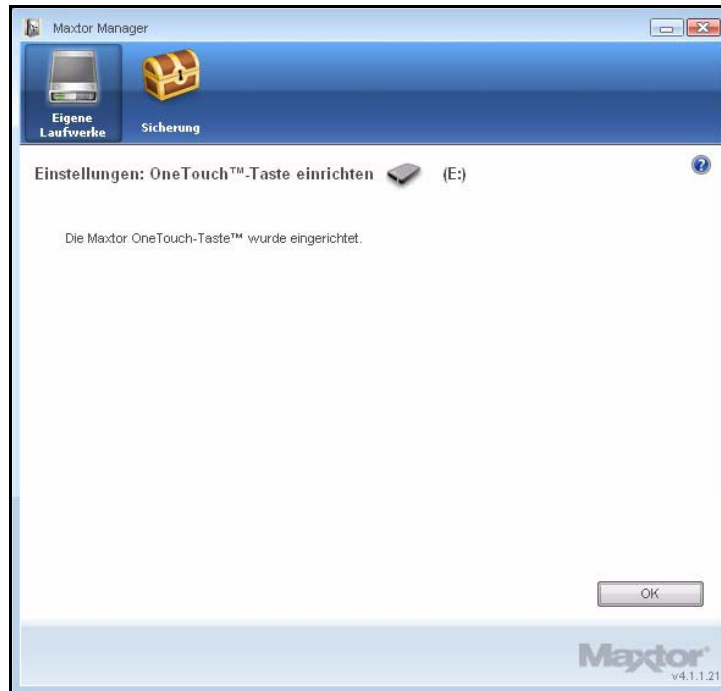 Maxtor Manager
Eigene
Laufwerke
Sicherung
Einstellungen: OneTouch™-Taste einrichten (E:)
Die Maxtor OneTouch-Taste™ wurde eingerichtet.
OK
Maxtor
v4.1.1.21